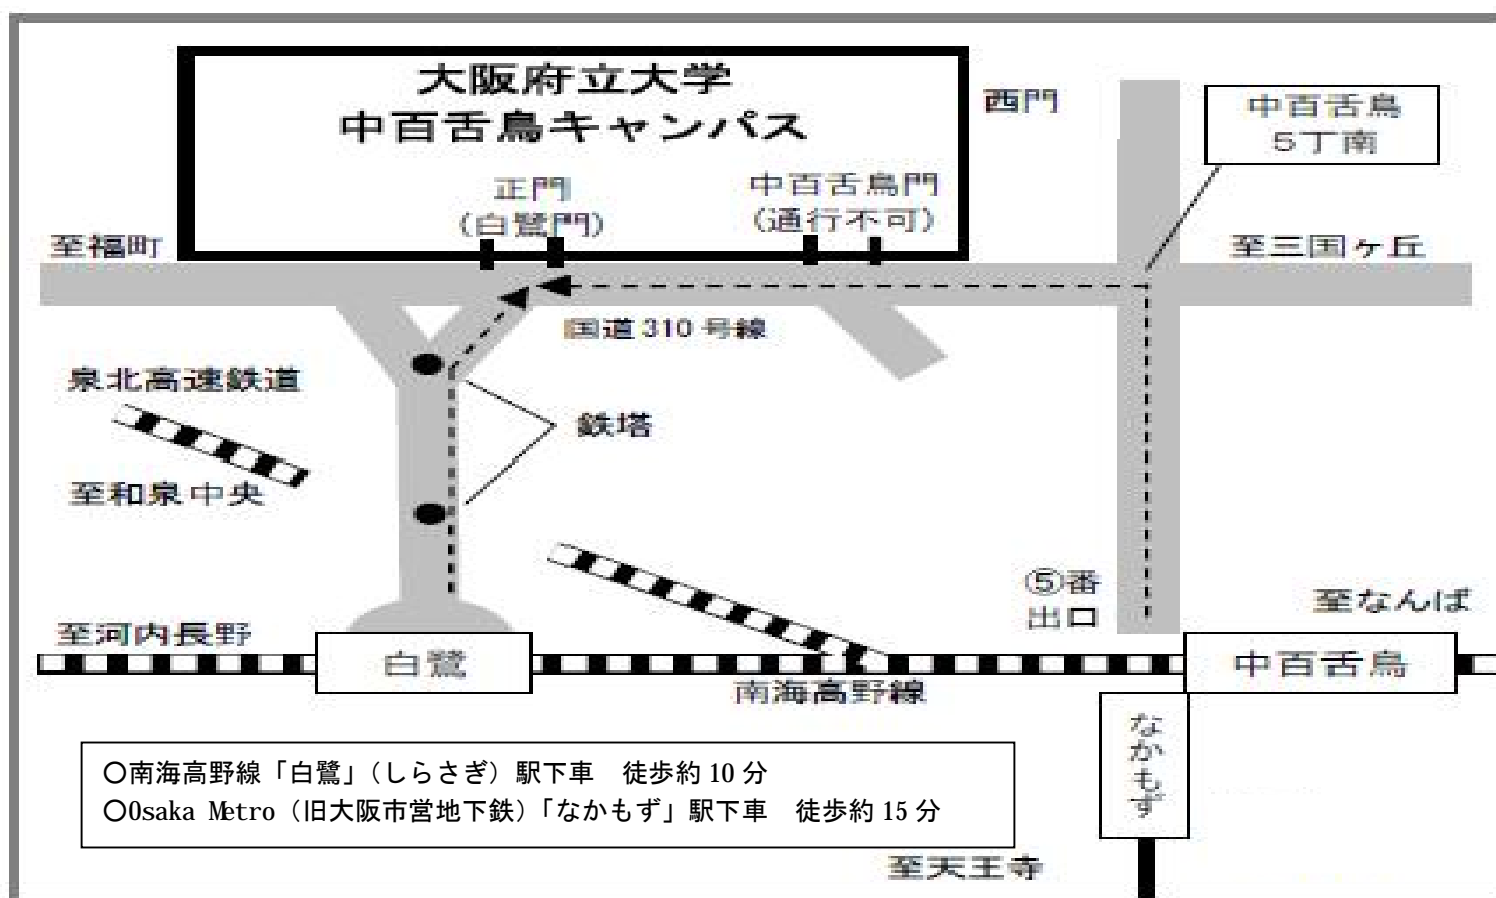 大阪府立大学
中百舌鳥キャンパス
西門
中百舌鳥
5丁南
正門
(白鷺門)
中百舌鳥門
(通行不可)
至福町
至三国ヶ丘
国道310号線
泉北高速鉄道
鉄塔
至和泉中央
⑤番
出口
至なんば
至河内長野
白鷺
中百舌鳥
南海高野線
なかもず
○南海高野線「白鷺」(しらさぎ)駅下車 徒歩約10分
○Osaka Metro(旧大阪市営地下鉄)「なかもず」駅下車 徒歩約15分
至天王寺